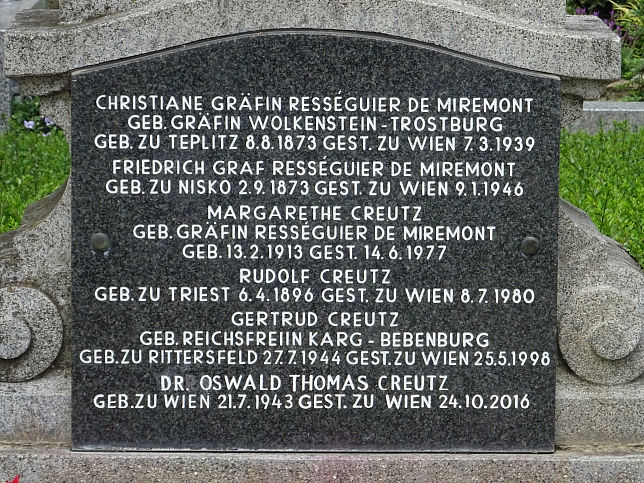 CHRISTIANE GRÄFIN RESSÉGUIER DE MIREMONT
GEB. GRÄFIN WOLKENSTEIN-TROSTBURG
GEB. ZU TEPLITZ 8.8.1873 GEST. ZU WIEN 7.3.1939
FRIEDRICH GRAF RESSÉGUIER DE MIREMONT
GEB. ZU NISKO 2.9.1873 GEST. ZU WIEN 9.1.1946
MARGARETHE CREUTZ
GEB. GRÄFIN RESSÉGUIER DE MIREMONT
GEB. 13.2.1913 GEST. 14.6.1977
RUDOLF CREUTZ
GEB. ZU TRIEST 6.4.1896 GEST. ZU WIEN 8.7.1980
GERTRUD CREUTZ
GEB. REICHSFREIIN KARG-BEBENBURG
GEB. ZU RITTERSFELD 27.7.1944 GEST. ZU WIEN 25.5.1998
DR. OSWALD THOMAS CREUTZ
GEB. ZU WIEN 21.7.1943 GEST. ZU WIEN 24.10.2016